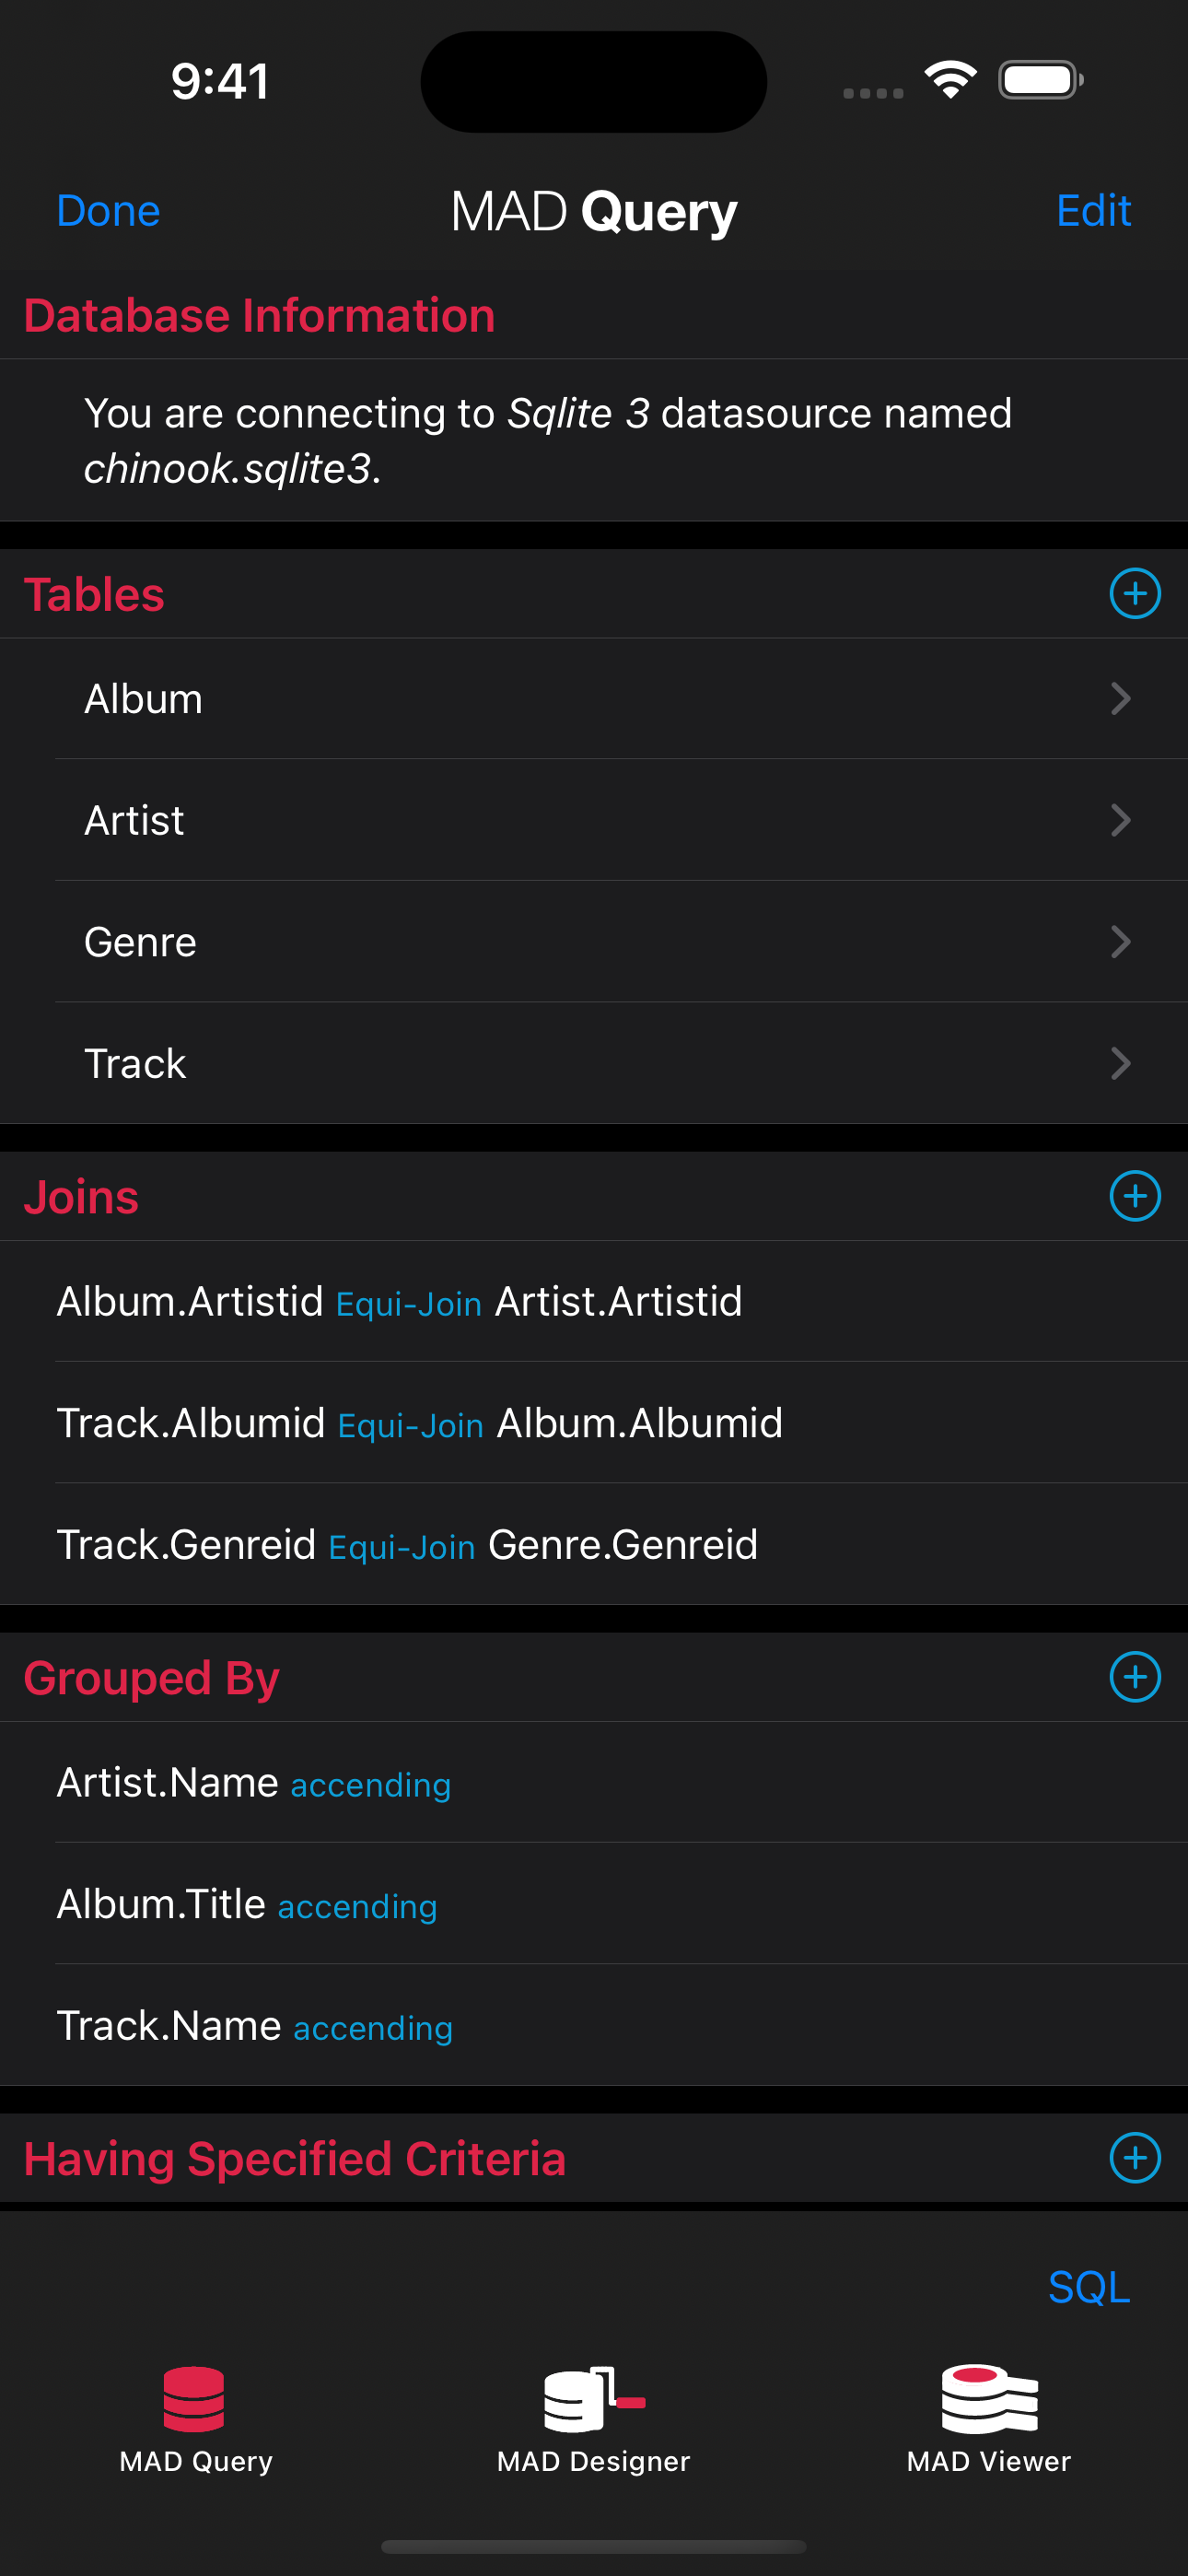 9:41
Done
MAD Query
Edit
Database Information
You are connecting to Sqlite 3 datasource named
chinook.sqlite3.
Tables
Album
Artist
Genre
Track
Joins
Album.Artistid Equi-Join Artist.Artistid
Track.Albumid Equi-Join Album.Albumid
Track.Genreid Equi-Join Genre.Genreid
Grouped By
Artist.Name accending
Album.Title accending
Track.Name accending
Having Specified Criteria
SQL
MAD Query
MAD Designer
MAD Viewer